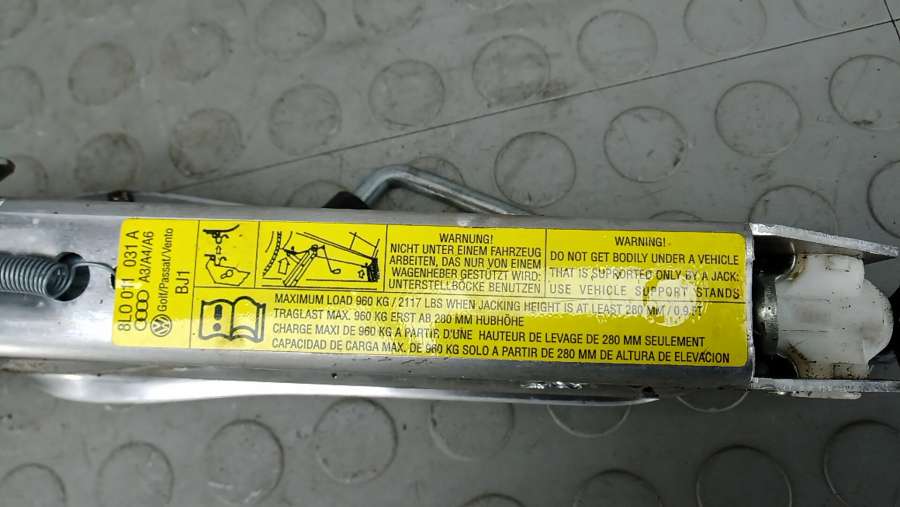 8L0 011 031 A
A3/A4/A6
Golf/Passat/Vento
BJ1
WARNUNG!
NICHT UNTER EINEM FAHRZEUG
ARBEITEN, DAS NUR VON EINEM
WAGENHEBER GESTÜTZT WIRD:
UNTERSTELLBÖCKE BENUTZEN
WARNING!
DO NOT GET BODILY UNDER A VEHICLE
THAT IS SUPRORTED ONLY BY A JACK:
USE VEHICLE SUPPORT STANDS
MAXIMUM LOAD 960 KG / 2117 LBS WHEN JACKING HEIGHT IS AT LEAST 280 MM / 0.9 FT
TRAGLAST MAX. 960 KG ERST AB 280 MM HUBHÖHE
CHARGE MAXI DE 960 KG A PARTIR D'UNE HAUTEUR DE LEVAGE DE 280 MM SEULEMENT
CAPACIDAD DE CARGA MAX. DE 960 KG SOLO A PARTIR DE 280 MM DE ALTURA DE ELEVACION